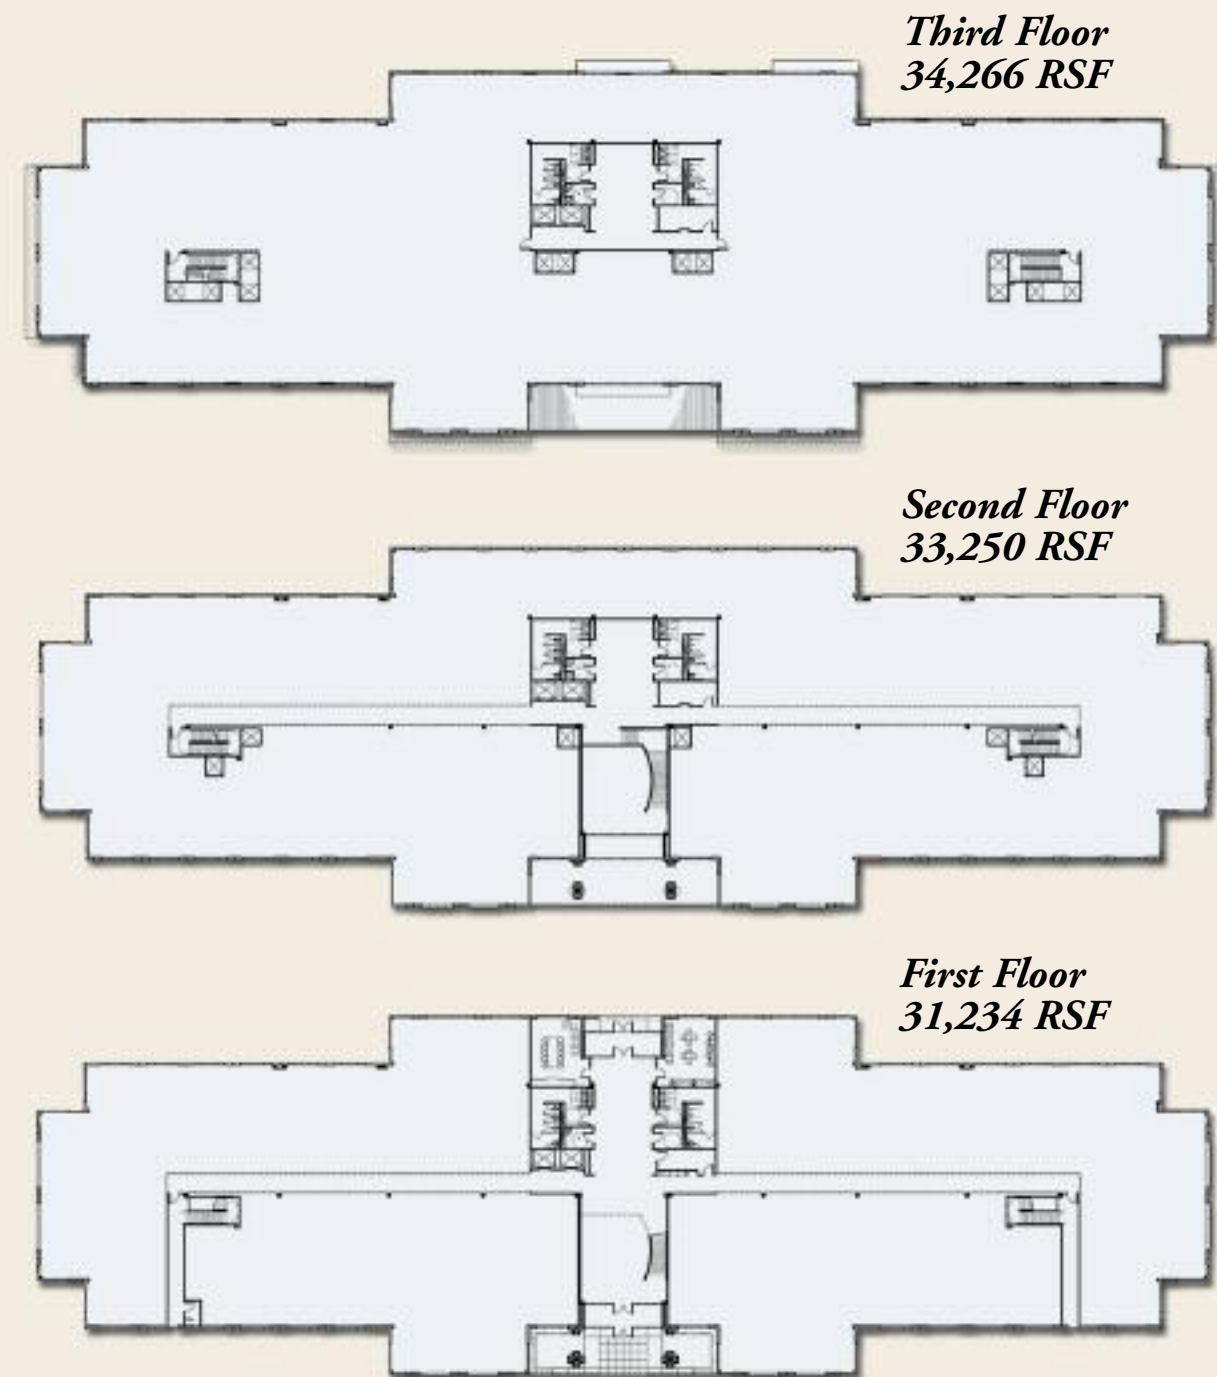 Third Floor
34,266 RSF
Second Floor
33,250 RSF
First Floor
31,234 RSF